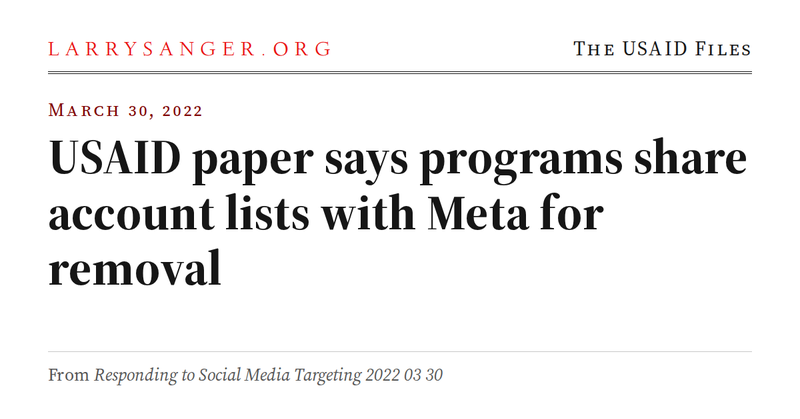 LARRYSANGER.ORG
The USAID Files
March 30, 2022
USAID paper says programs share
account lists with Meta for
removal
From Responding to Social Media Targeting 2022 03 30